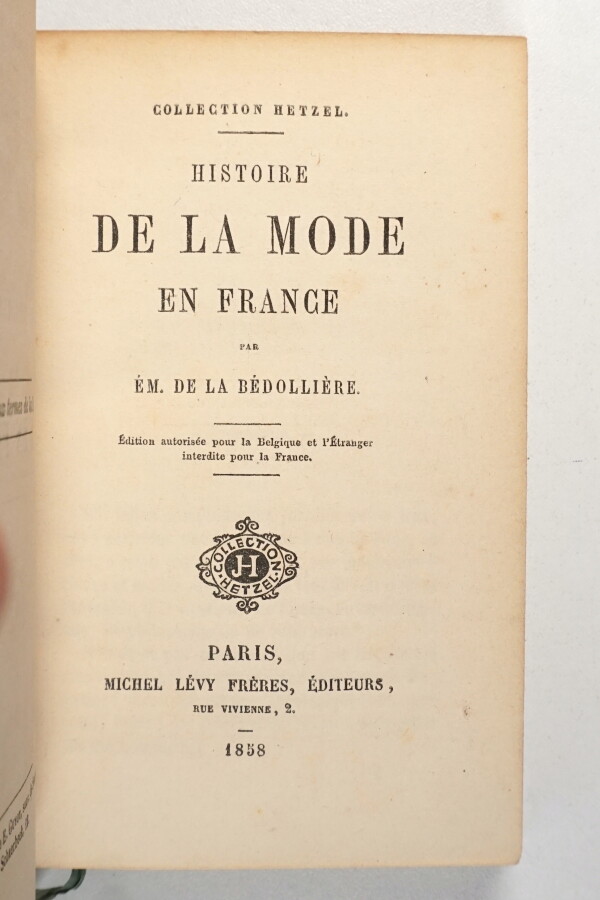 COLLECTION HETZEL.
HISTOIRE
DE LA MODE
EN FRANCE
PAR
ÉM. DE LA BÉDOLLIÈRE.
Édition autorisée pour la Belgique et l'Étranger
interdite pour la France.
COLLECTION
JH
HETZEL
PARIS,
MICHEL LÉVY FRÈRES, ÉDITEURS,
RUE VIVIENNE, 2.
1858